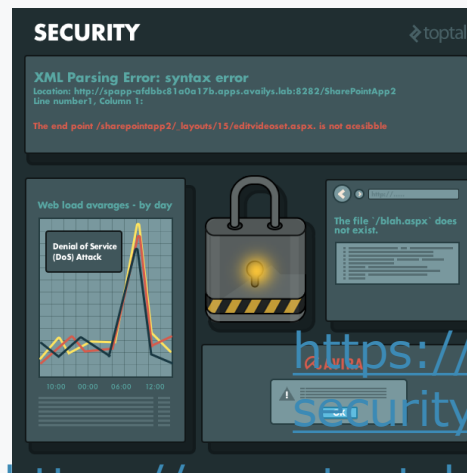 SECURITY
toptal
XML Parsing Error: syntax error
Location: http://spapp-afdbbc81a0a17b.apps.availys.lab:8282/SharePointApp2
Line number1, Column 1:
The end point /sharepointapp2/_layouts/15/editvideoset.aspx. is not acesibble
Web load avarages - by day
Denial of Service
(DoS) Attack
10:00 00:00 06:00 12:00
The file ´/blah.aspx` does
not exist.
https://
AVIRA
security
OK